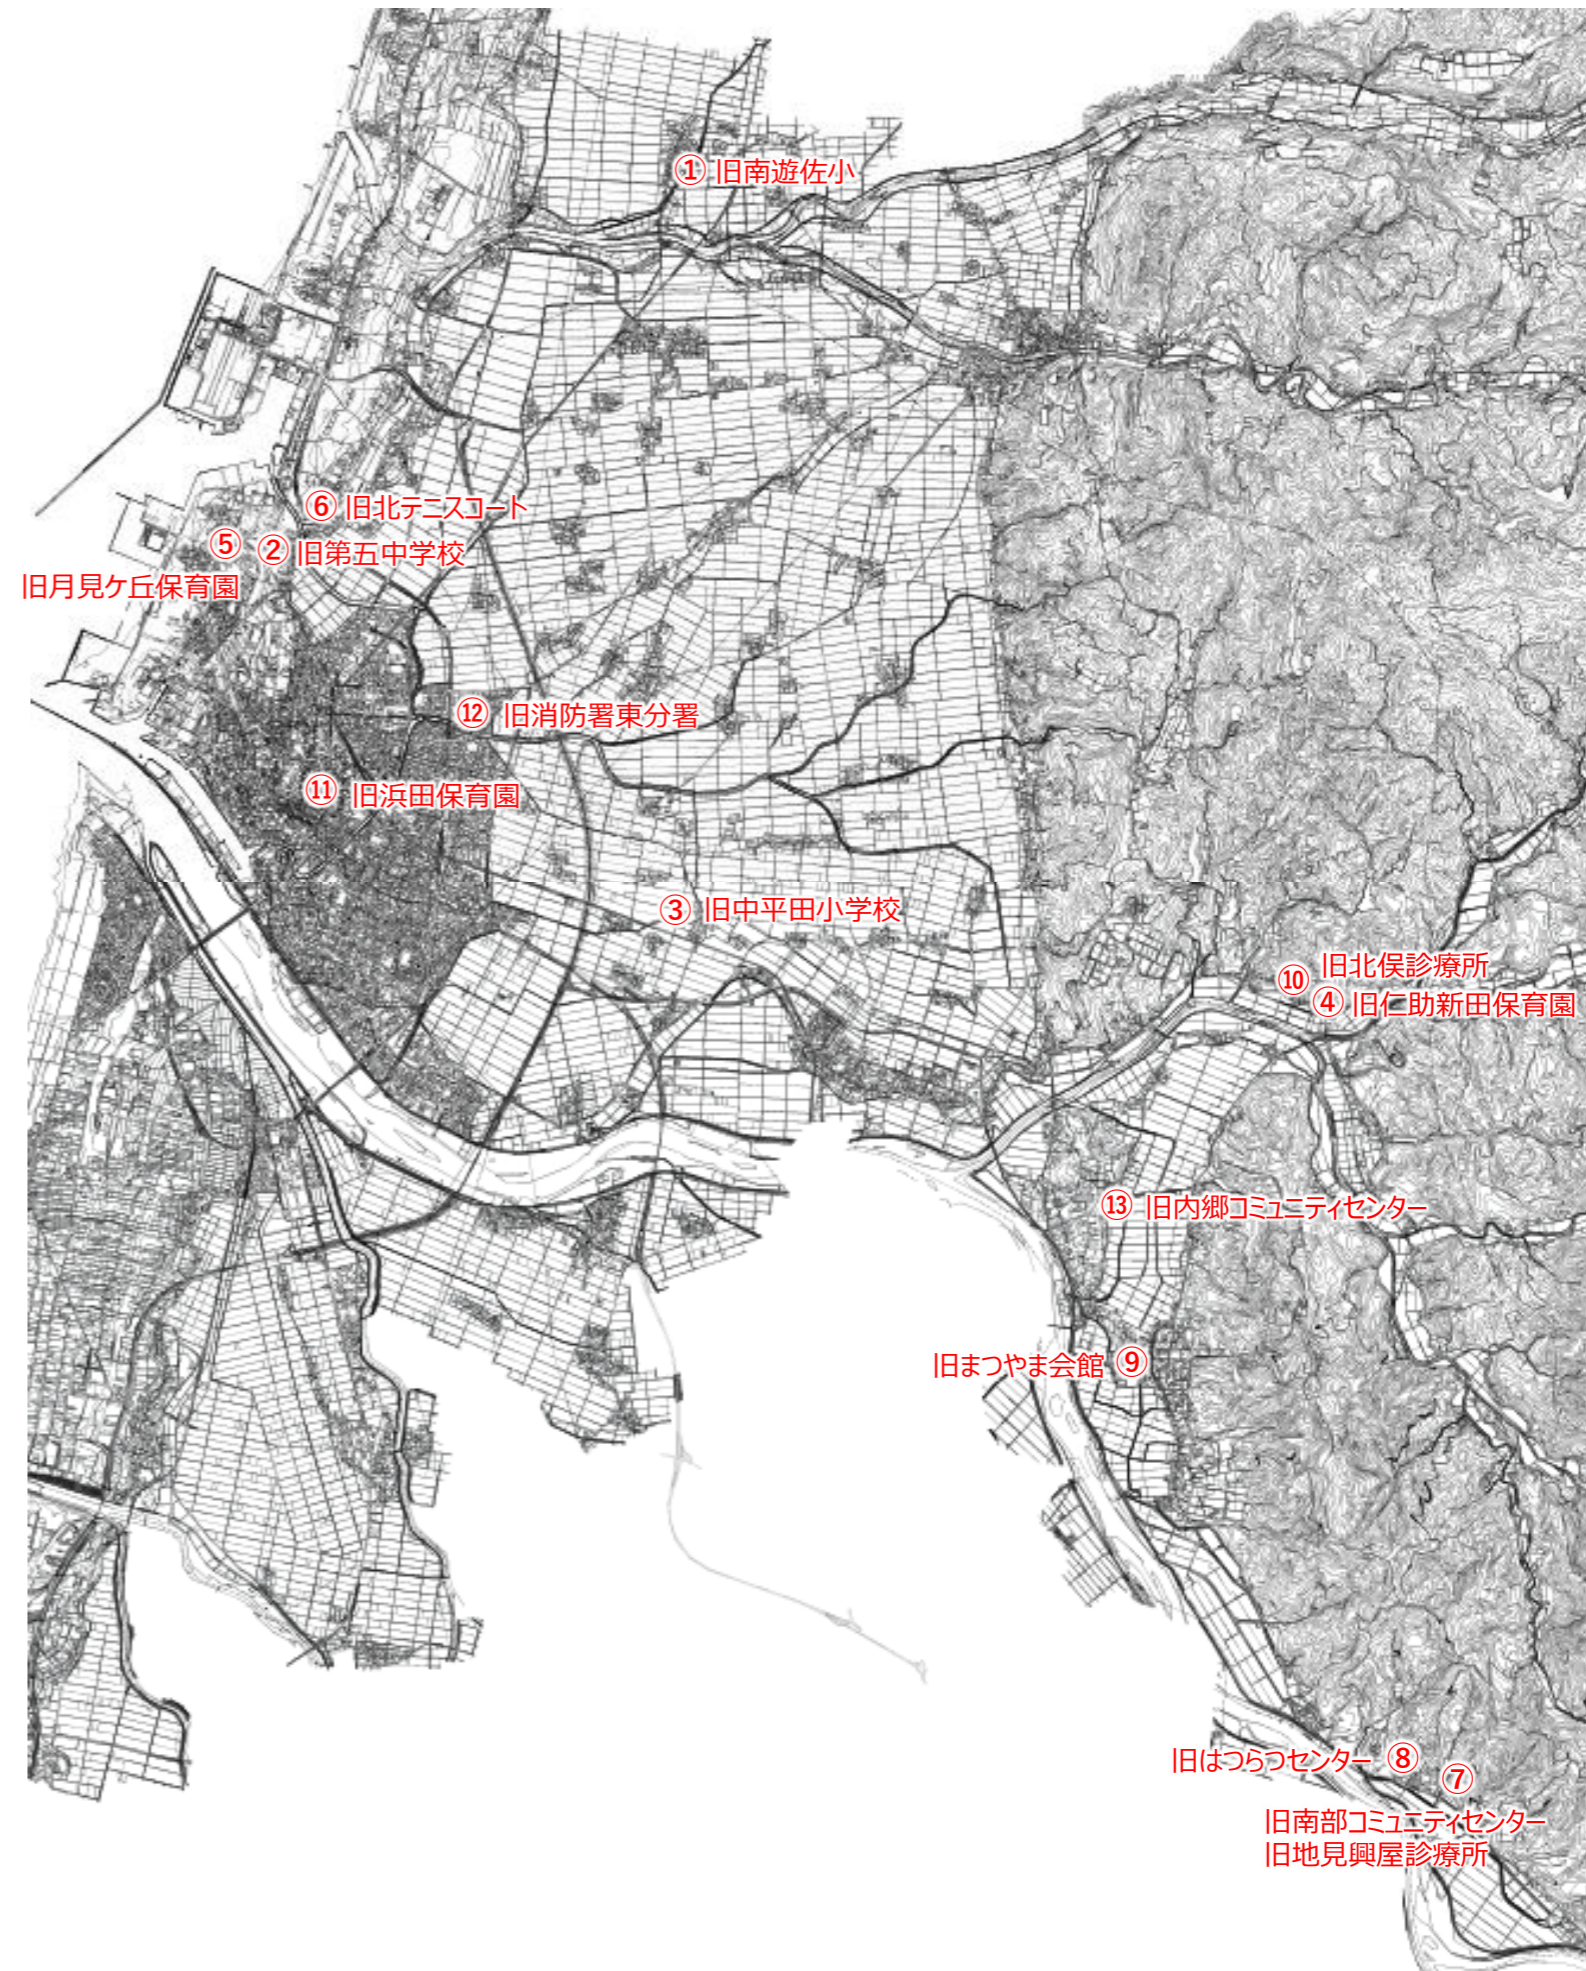 ① 旧南遊佐小
⑥ 旧北テニスコート
⑤ ② 旧第五中学校
旧月見ケ丘保育園
⑫ 旧消防署東分署
⑪ 旧浜田保育園
③ 旧中平田小学校
⑩ 旧北俣診療所
④ 旧仁助新田保育園
⑬ 旧内郷コミュニティセンター
旧まつやま会館 ⑨
旧はつらつセンター ⑧
⑦
旧南部コミュニティセンター
旧地見興屋診療所